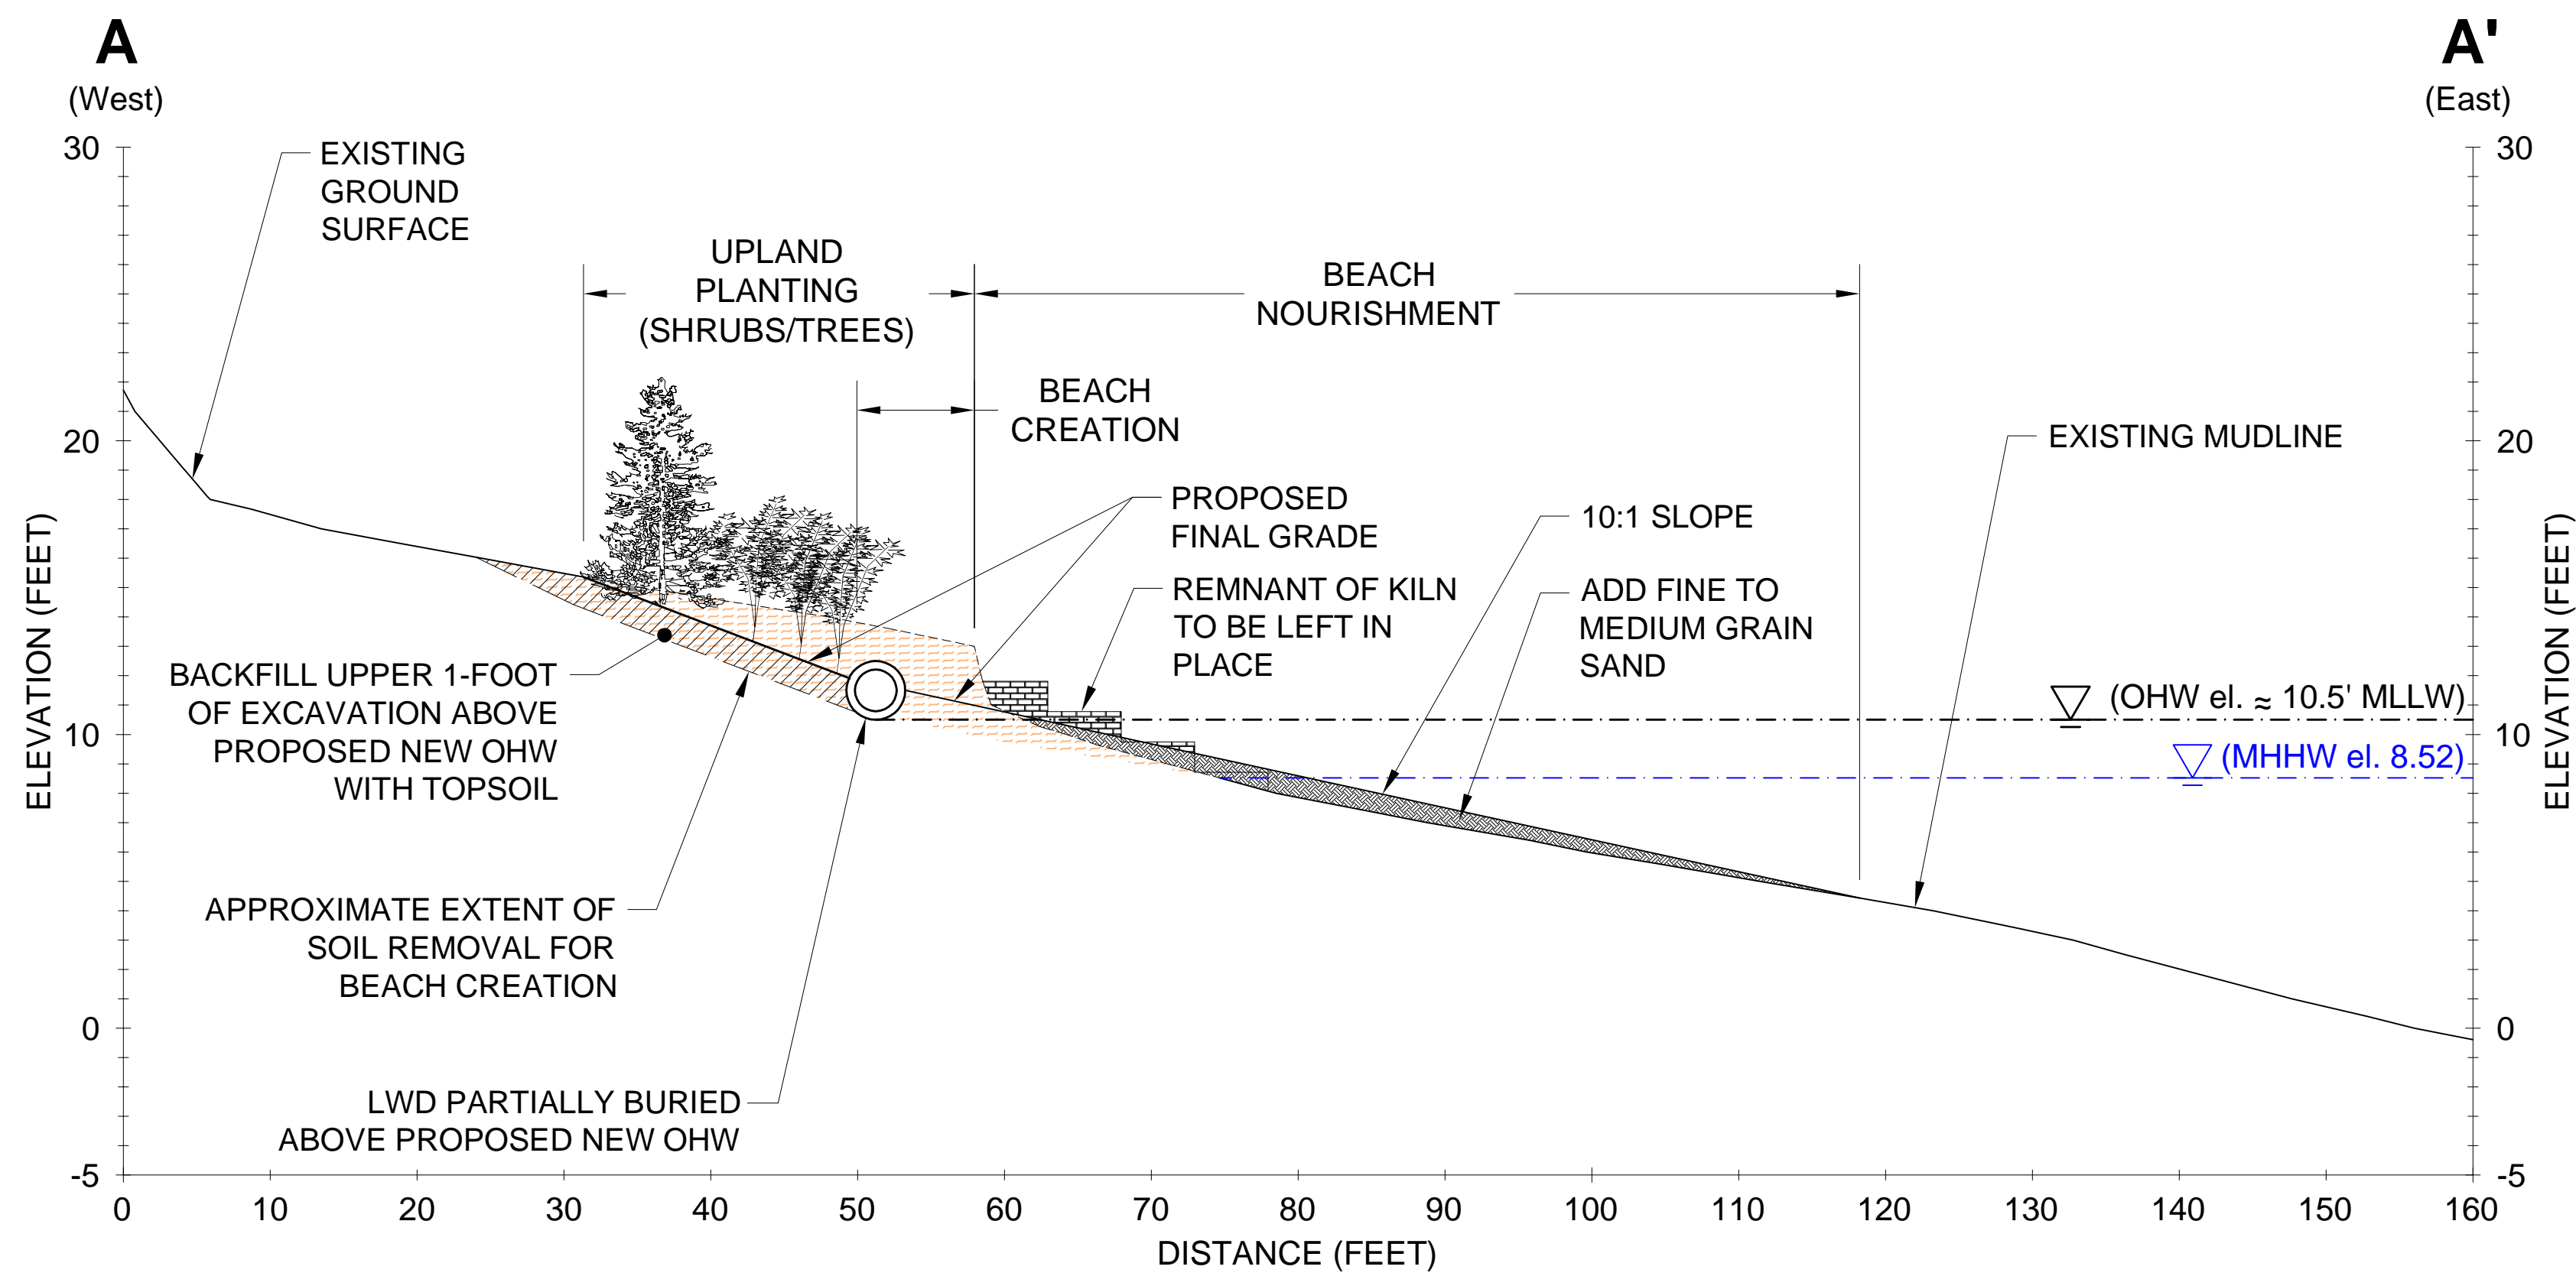 A
A'
(West)
(East)
30
20
10
0
-5
ELEVATION (FEET)
EXISTING
GROUND
SURFACE
UPLAND
PLANTING
(SHRUBS/TREES)
BEACH
NOURISHMENT
BEACH
CREATION
EXISTING MUDLINE
PROPOSED
FINAL GRADE
10:1 SLOPE
REMNANT OF KILN
TO BE LEFT IN
PLACE
ADD FINE TO
MEDIUM GRAIN
SAND
BACKFILL UPPER 1-FOOT
OF EXCAVATION ABOVE
PROPOSED NEW OHW
WITH TOPSOIL
(OHW el. ≈ 10.5' MLLW)
(MHHW el. 8.52)
APPROXIMATE EXTENT OF
SOIL REMOVAL FOR
BEACH CREATION
LWD PARTIALLY BURIED
ABOVE PROPOSED NEW OHW
30
20
10
0
-5
ELEVATION (FEET)
0 10 20 30 40 50 60 70 80 90 100 110 120 130 140 150 160
DISTANCE (FEET)